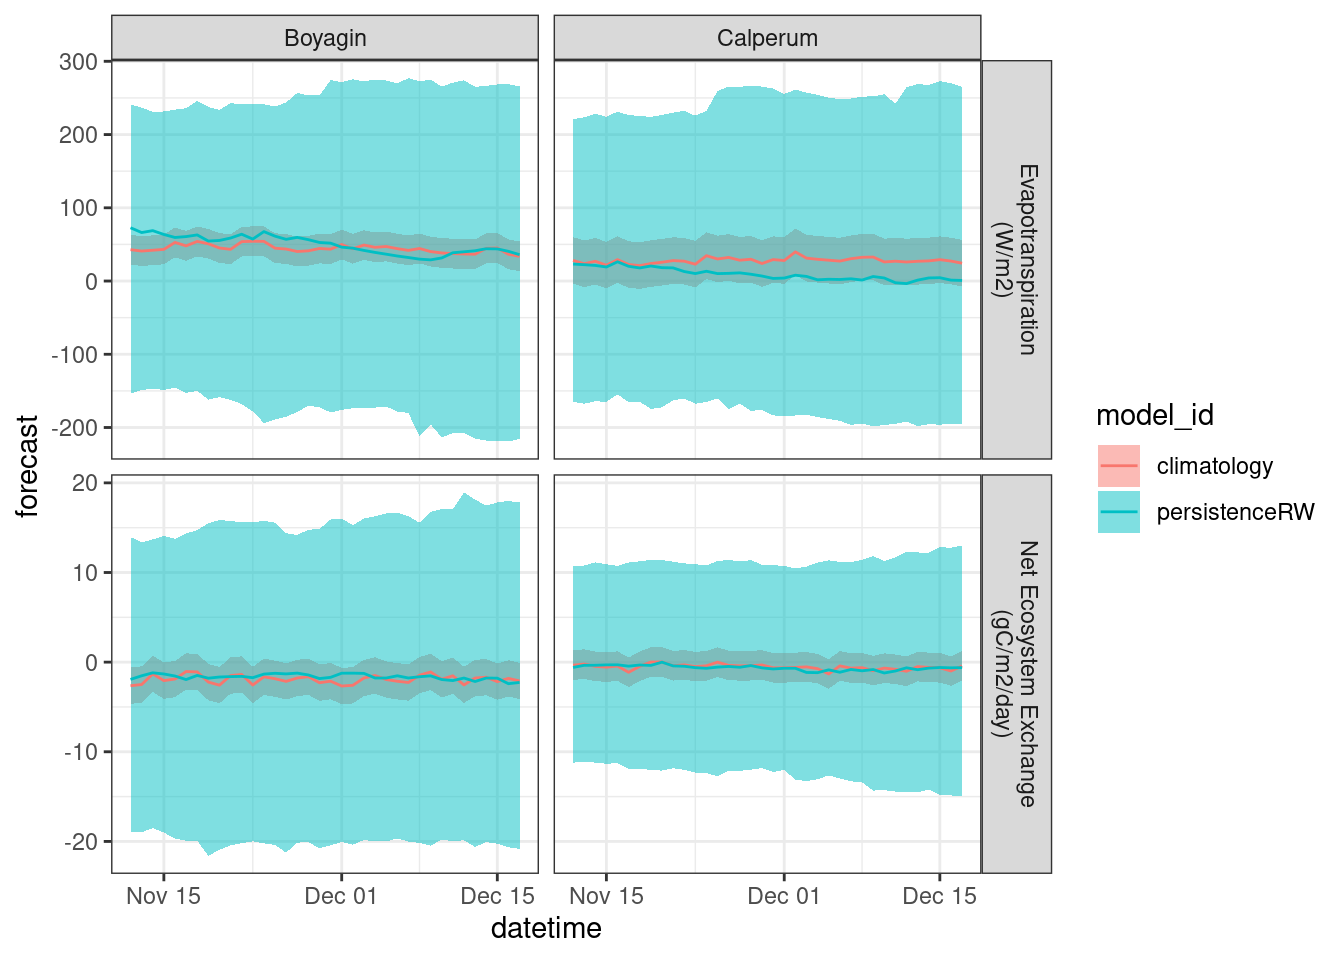 Boyagin
Calperum
300
200
100
0
-100
-200
Evapotranspiration
(W/m2)
20
10
0
-10
-20
Net Ecosystem Exchange
(gC/m2/day)
forecast
Nov 15
Dec 01
Dec 15
Nov 15
Dec 01
Dec 15
datetime
model_id
climatology
persistenceRW